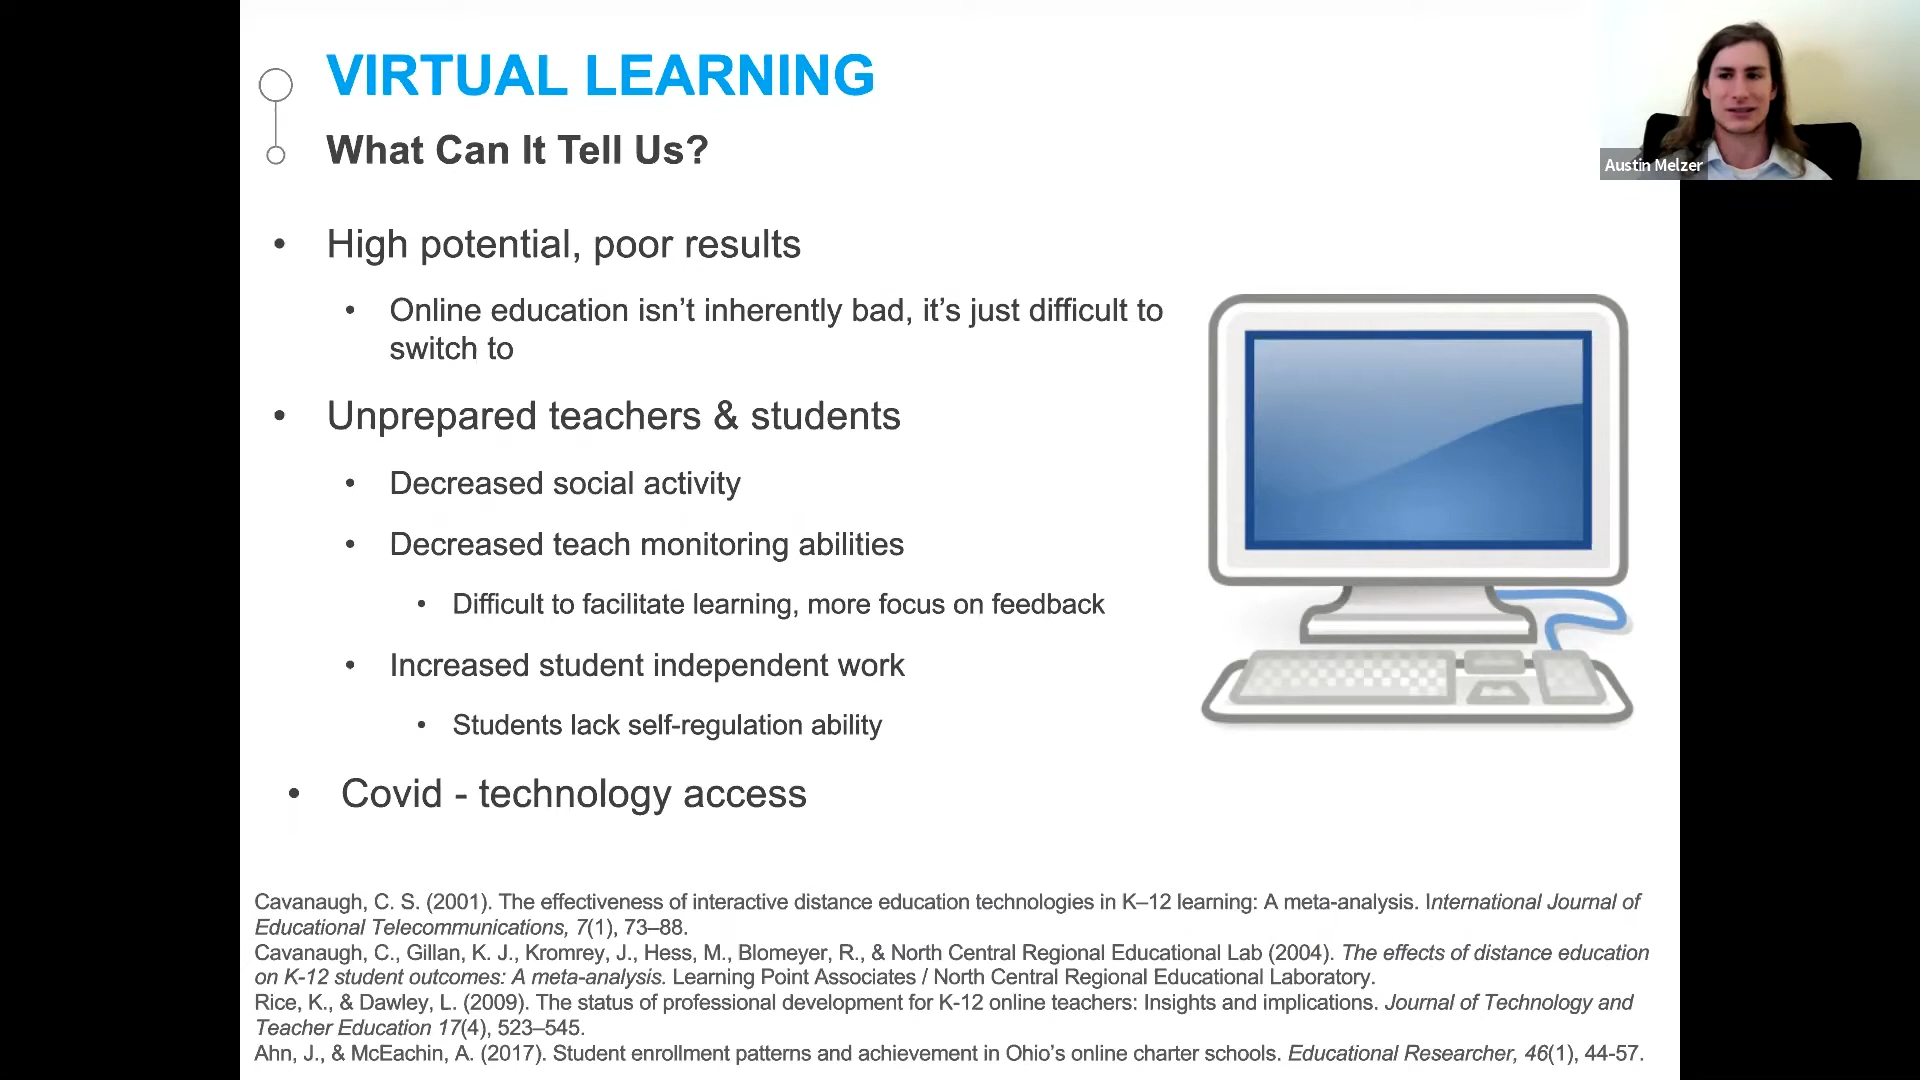 VIRTUAL LEARNING
What Can It Tell Us?
Austin Melzer
• High potential, poor results
• Online education isn’t inherently bad, it’s just difficult to
switch to
• Unprepared teachers & students
• Decreased social activity
• Decreased teach monitoring abilities
• Difficult to facilitate learning, more focus on feedback
• Increased student independent work
• Students lack self-regulation ability
• Covid - technology access
Cavanaugh, C. S. (2001). The effectiveness of interactive distance education technologies in K–12 learning: A meta-analysis. International Journal of
Educational Telecommunications, 7(1), 73–88.
Cavanaugh, C., Gillan, K. J., Kromrey, J., Hess, M., Blomeyer, R., & North Central Regional Educational Lab (2004). The effects of distance education
on K-12 student outcomes: A meta-analysis. Learning Point Associates / North Central Regional Educational Laboratory.
Rice, K., & Dawley, L. (2009). The status of professional development for K-12 online teachers: Insights and implications. Journal of Technology and
Teacher Education 17(4), 523–545.
Ahn, J., & McEachin, A. (2017). Student enrollment patterns and achievement in Ohio’s online charter schools. Educational Researcher, 46(1), 44-57.